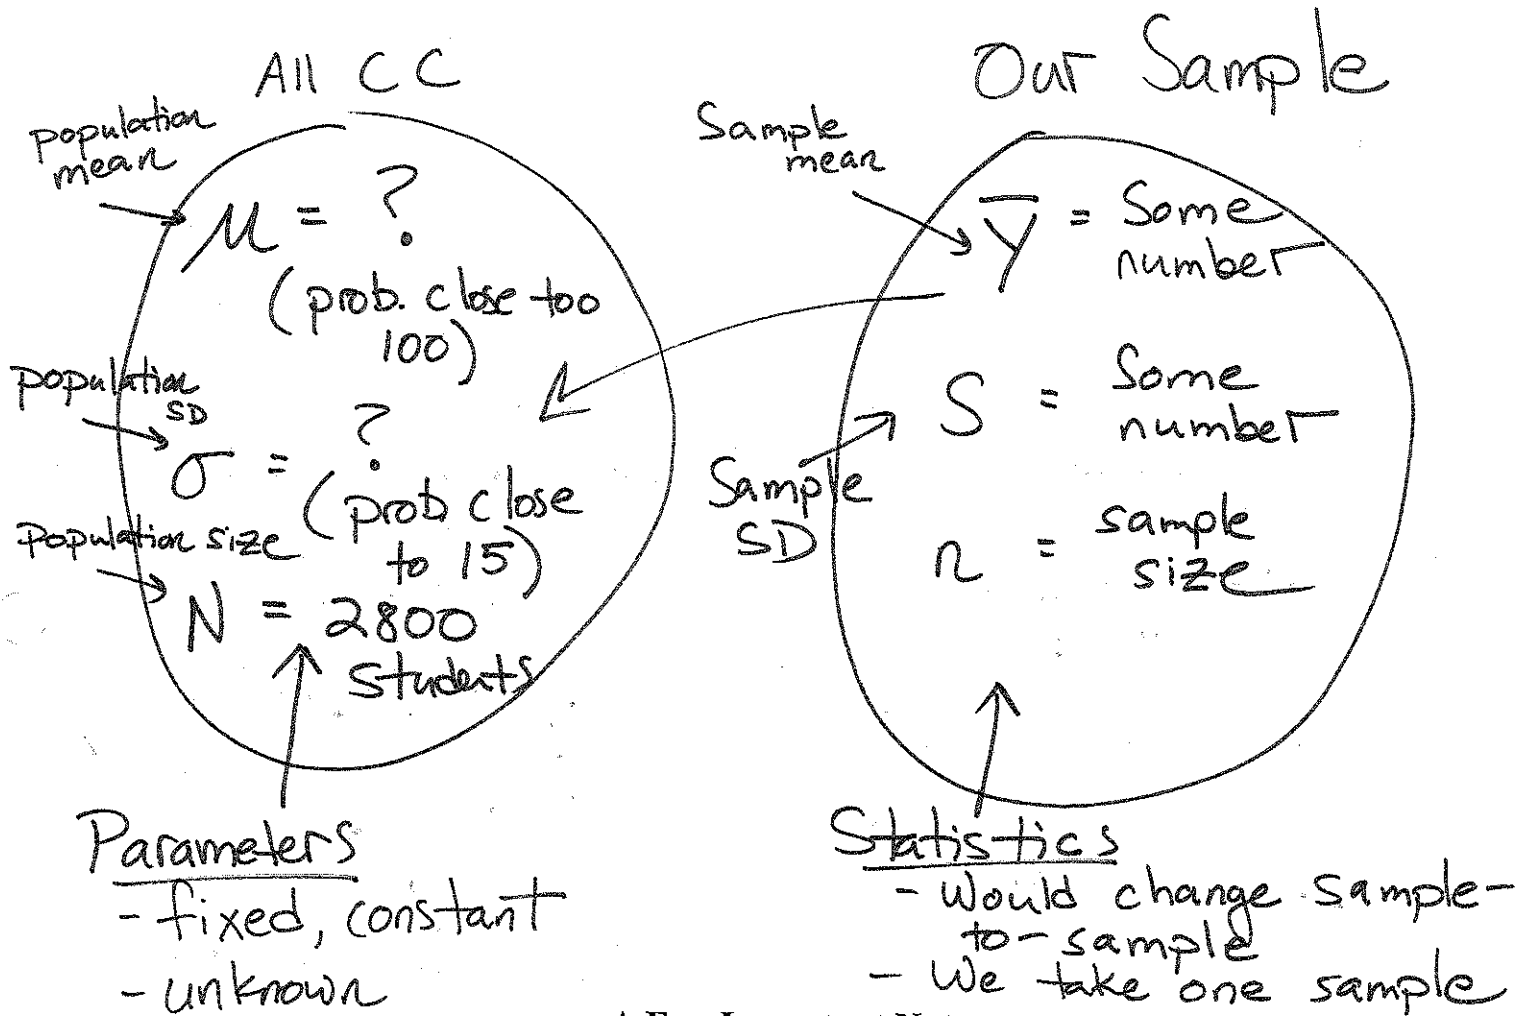 All CC
population
mean
μ = ?
(prob. close too
100)
population
SD
σ = ?
(prob close
to 15)
population size
N = 2800
students
Parameters
- fixed, constant
- unknown
Our Sample
Sample
mean
Y̅ = Some
number
S = Some
number
Sample
SD
n = sample
size
Statistics
- would change sample-
to-sample
- We take one sample